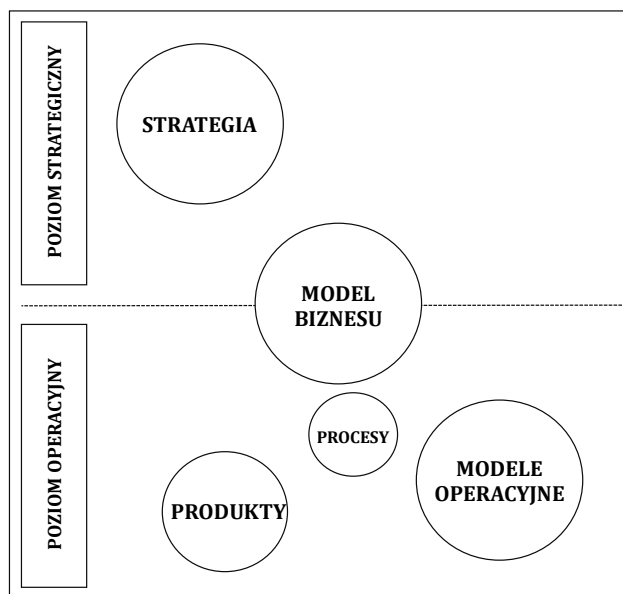 POZIOM STRATEGICZNY
STRATEGIA
MODEL
BIZNESU
POZIOM OPERACYJNY
PROCESY
MODELE
OPERACYJNE
PRODUKTY